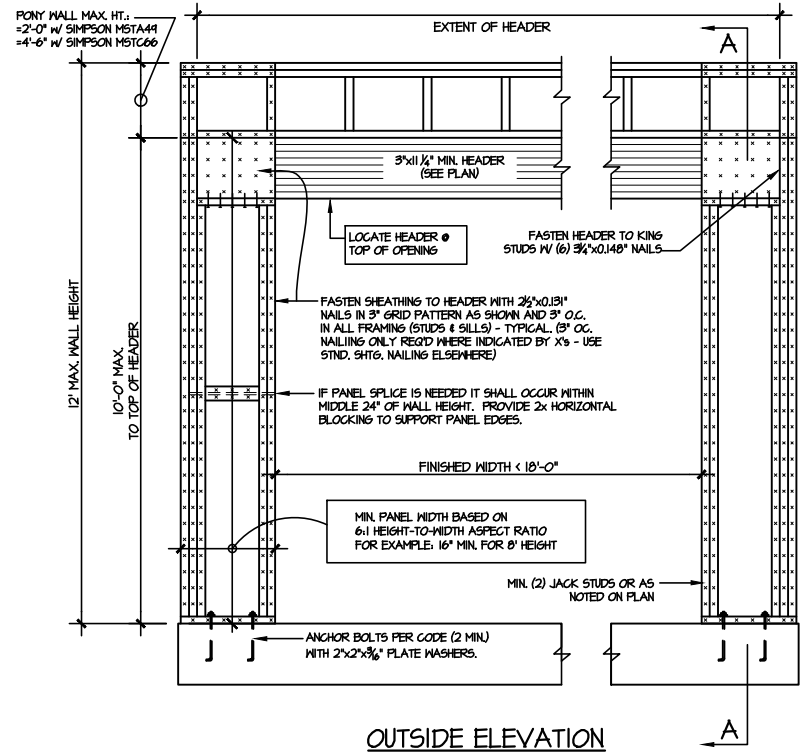 PONY WALL MAX. HT.:
=2'-0" W/ SIMPSON MSTA49
=4'-6" W/ SIMPSON MSTC66
EXTENT OF HEADER
A
3"x11 1/4" MIN. HEADER
(SEE PLAN)
LOCATE HEADER @
TOP OF OPENING
FASTEN HEADER TO KING
STUDS W/ (6) 3 1/4"x0.148" NAILS
FASTEN SHEATHING TO HEADER WITH 2 1/2"x0.131"
NAILS IN 3" GRID PATTERN AS SHOWN AND 3" O.C.
IN ALL FRAMING (STUDS & SILLS) - TYPICAL. (3" OC.
NAILIING ONLY REQ'D WHERE INDICATED BY X's - USE
STND. SHTG. NAILING ELSEWHERE)
12' MAX. WALL HEIGHT
10'-0" MAX.
TO TOP OF HEADER
IF PANEL SPLICE IS NEEDED IT SHALL OCCUR WITHIN
MIDDLE 24" OF WALL HEIGHT. PROVIDE 2x HORIZONTAL
BLOCKING TO SUPPORT PANEL EDGES.
FINISHED WIDTH < 18'-0"
MIN. PANEL WIDTH BASED ON
6:1 HEIGHT-TO-WIDTH ASPECT RATIO
FOR EXAMPLE: 16" MIN. FOR 8' HEIGHT
MIN. (2) JACK STUDS OR AS
NOTED ON PLAN
ANCHOR BOLTS PER CODE (2 MIN.)
WITH 2"x2"x3/16" PLATE WASHERS.
A
OUTSIDE ELEVATION